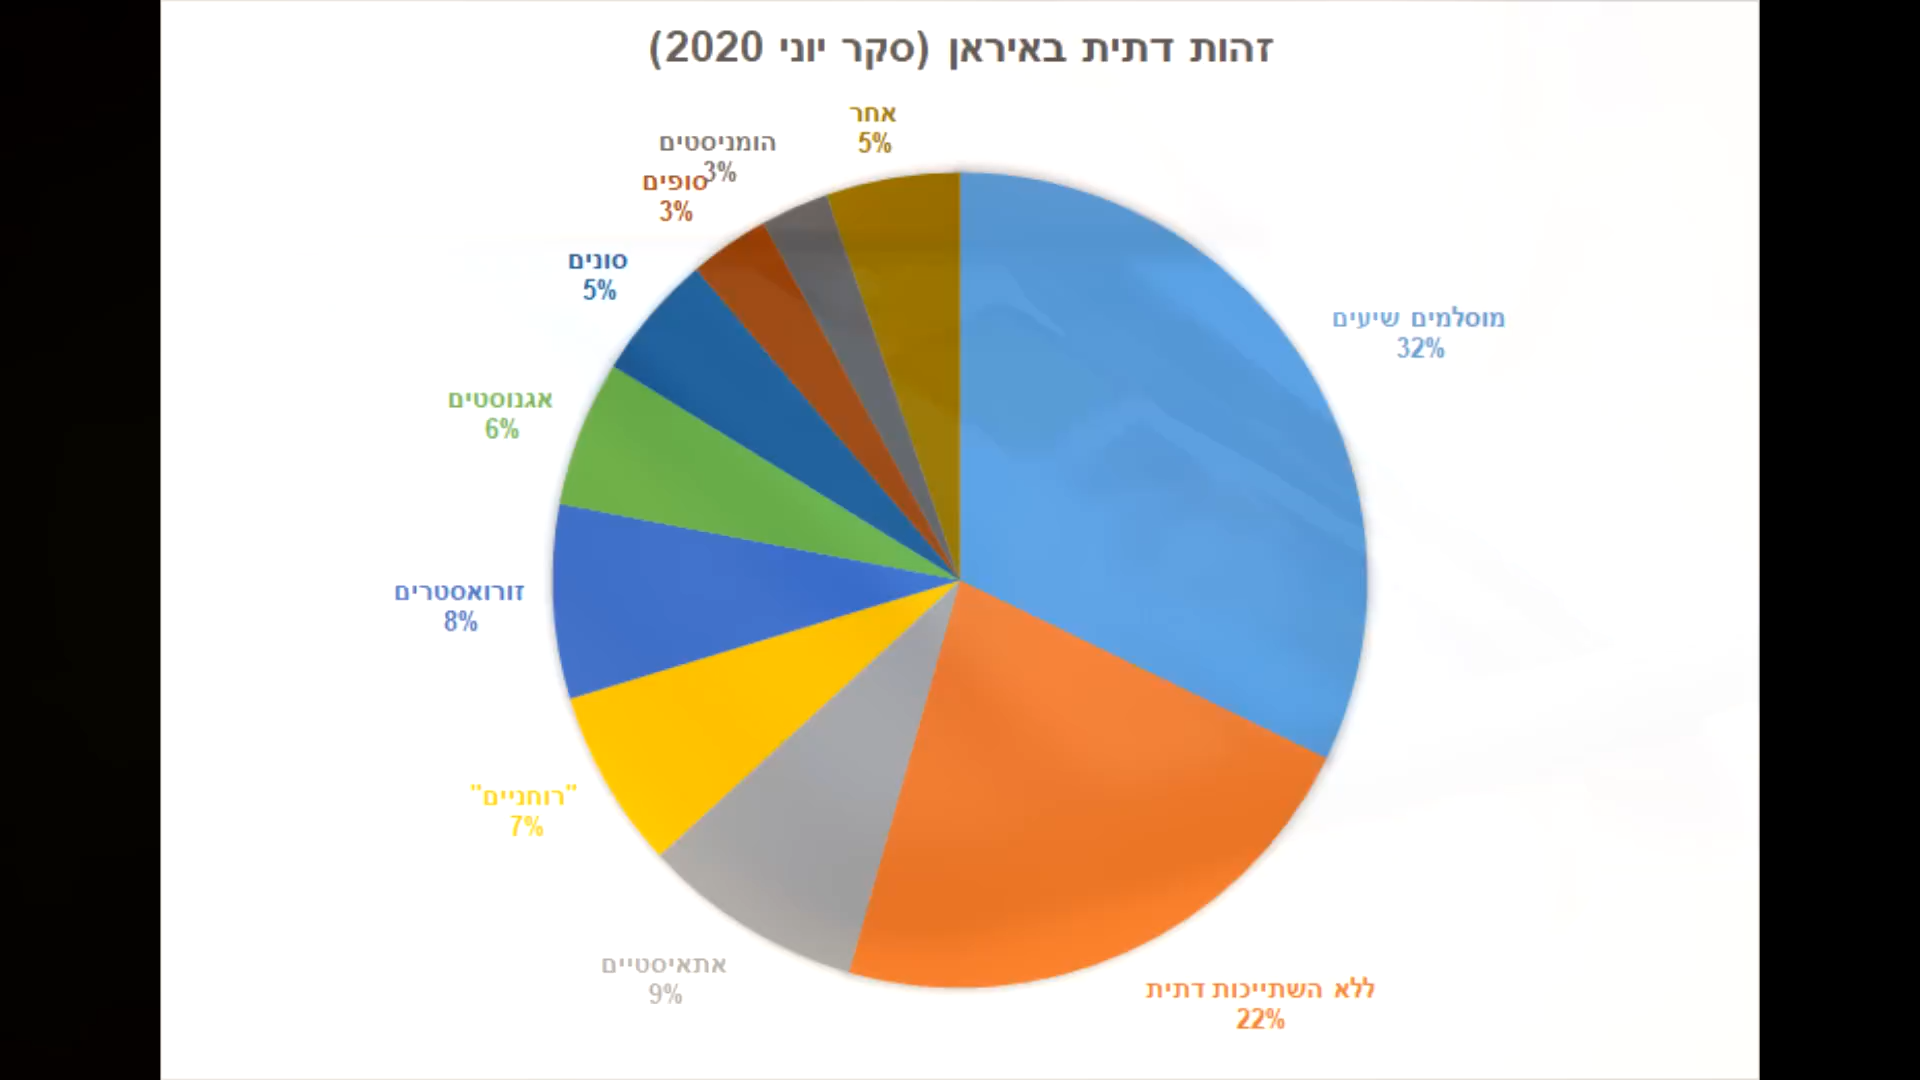 זהות דתית באיראן (סקר יוני 2020)
אחר
5%
הומניסטים
3%
סופים
3%
סונים
5%
מוסלמים שיעים
32%
אגנוסטים
6%
זורואסטרים
8%
"רוחניים"
7%
אתאיסטיים
9%
ללא השתייכות דתית
22%